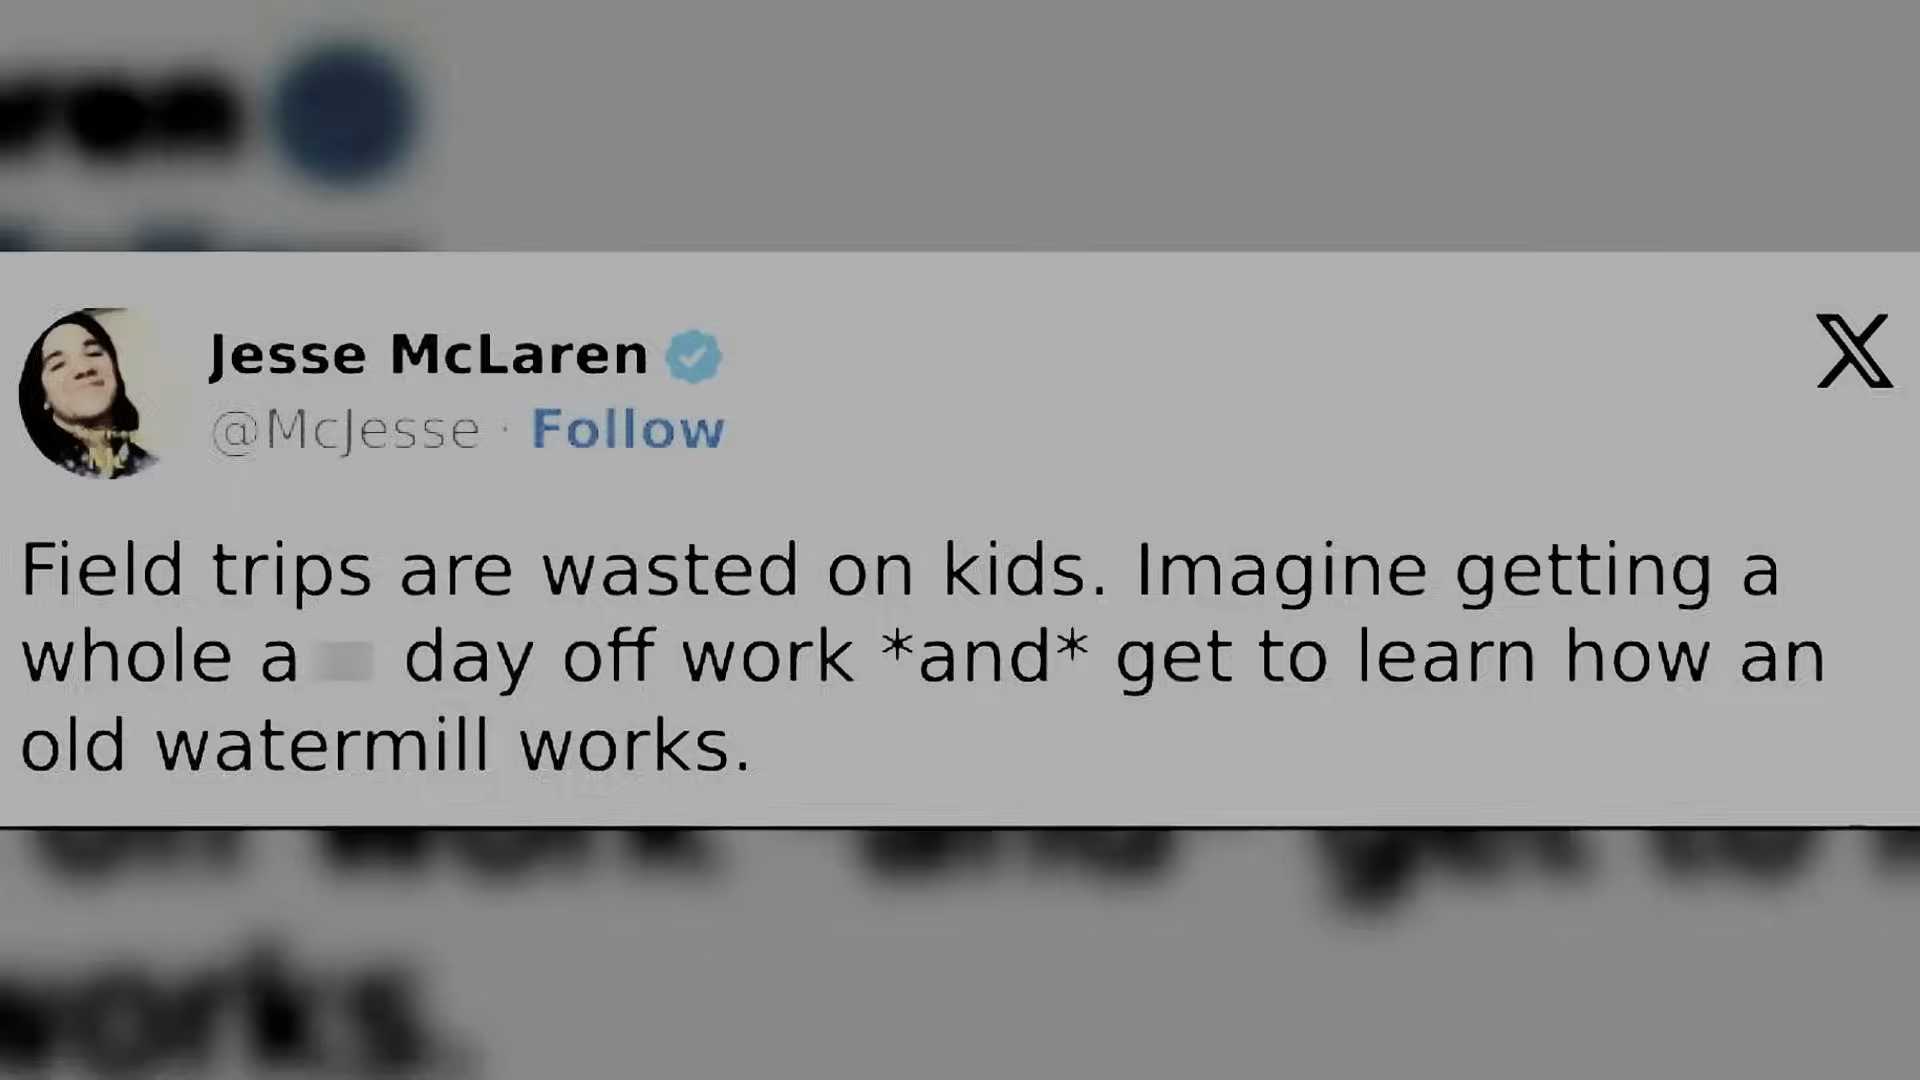 Jesse McLaren
@McJesse · Follow
Field trips are wasted on kids. Imagine getting a
whole a day off work *and* get to learn how an
old watermill works.